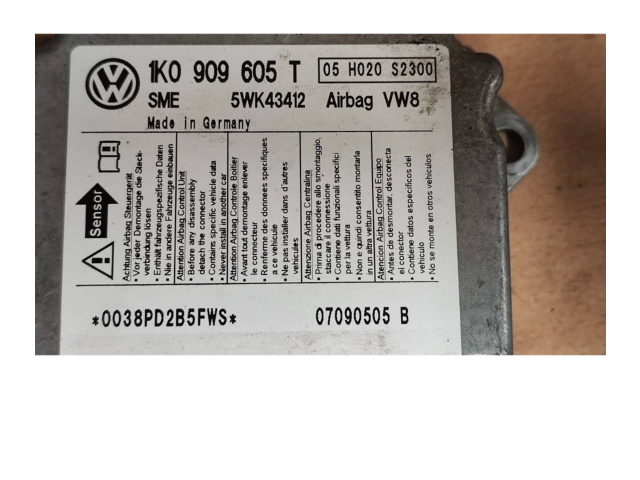 1K0 909 605 T
05 H020 S2300
SME
5WK43412
Airbag VW8
Made in Germany
Sensor
Achtung Airbag Steuergerät
• Vor jeder Demontage die Steck-
verbindung lösen
• Enthält fahrzeugspezifische Daten
• Nie in andere Fahrzeuge einbauen
Attention Airbag Control Unit
• Before any disassembly
detach the connector
• Contains specific vehicle data
• Never install in another car
Attention Airbag Controle Boitier
• Avant tout demontage enlever
le connecteur
• Renferme des donnees specifiques
a ce vehicule
• Ne pas installer dans d'autres
vehicules
Attenzione Airbag Centralina
• Prima di procedere allo smontaggio,
staccare il connessione
• Contiene dati funzionali specifici
per la vettura
• Non e quindi consentito montarla
in un altra vettura
Atencion Airbag Control Equipo
• Antes de desmontar, desconecta
el conector
• Contiene datos especificos del
vehiculo
• No se monte en otros vehiculos
*0038PD2B5FWS*
07090505 B